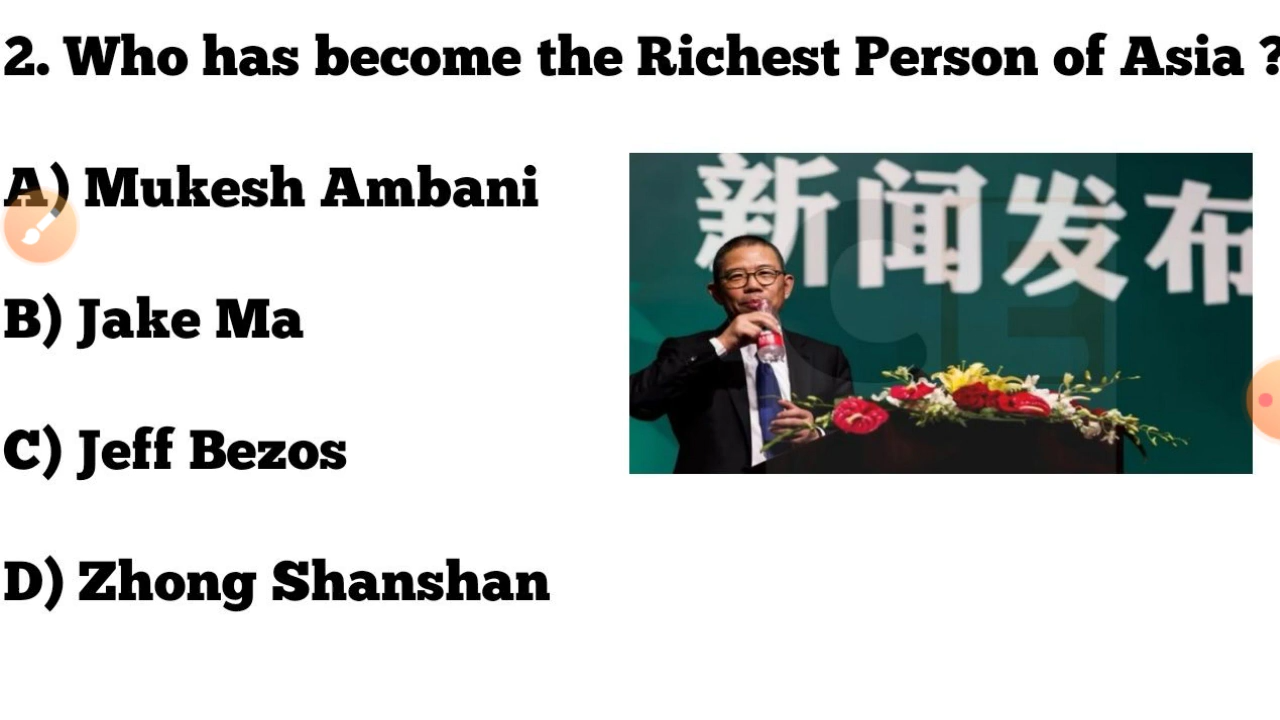 2. Who has become the Richest Person of Asia ?
A) Mukesh Ambani
新闻发布
B) Jake Ma
C) Jeff Bezos
D) Zhong Shanshan